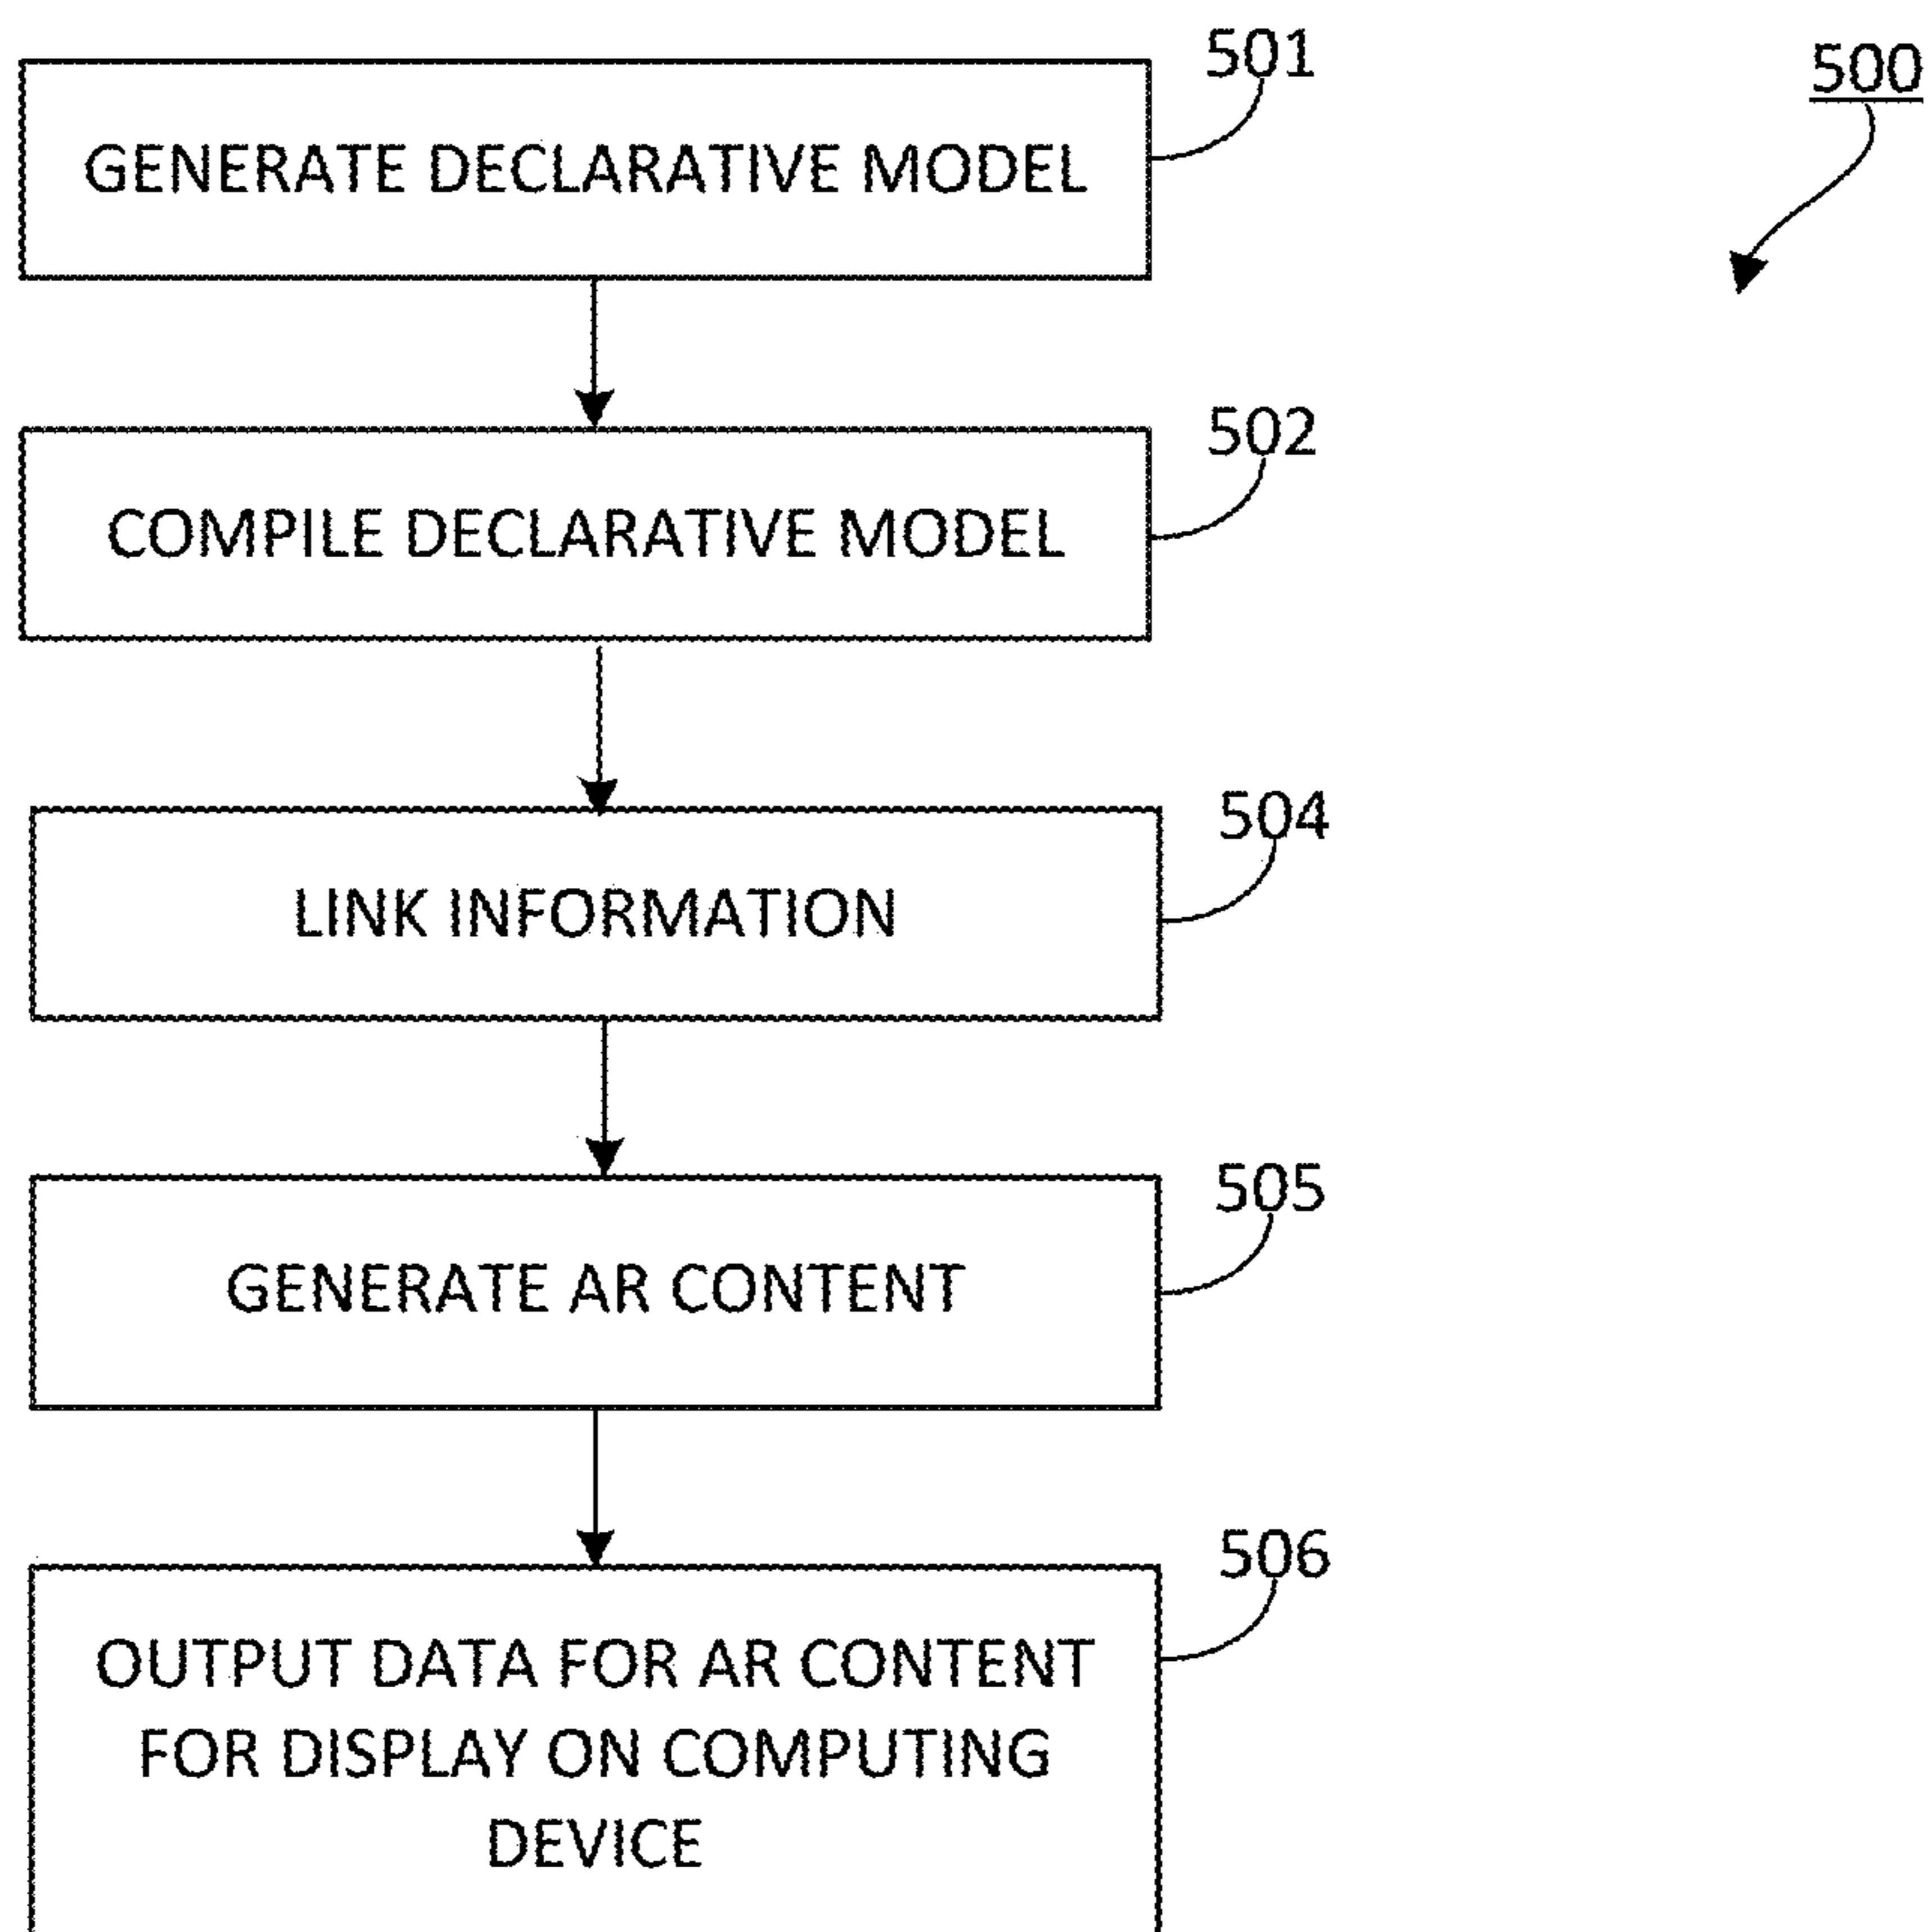 501
500
GENERATE DECLARATIVE MODEL
502
COMPILE DECLARATIVE MODEL
504
LINK INFORMATION
505
GENERATE AR CONTENT
506
OUTPUT DATA FOR AR CONTENT
FOR DISPLAY ON COMPUTING
DEVICE